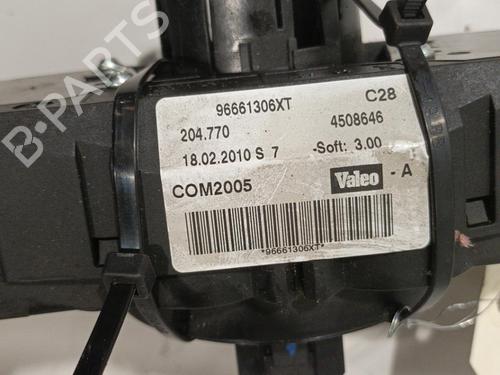 B-PARTS
96661306XT C28
204.770 4508646
18.02.2010 S 7 -Soft: 3.00
COM2005 Valeo - A
*96661306XT*